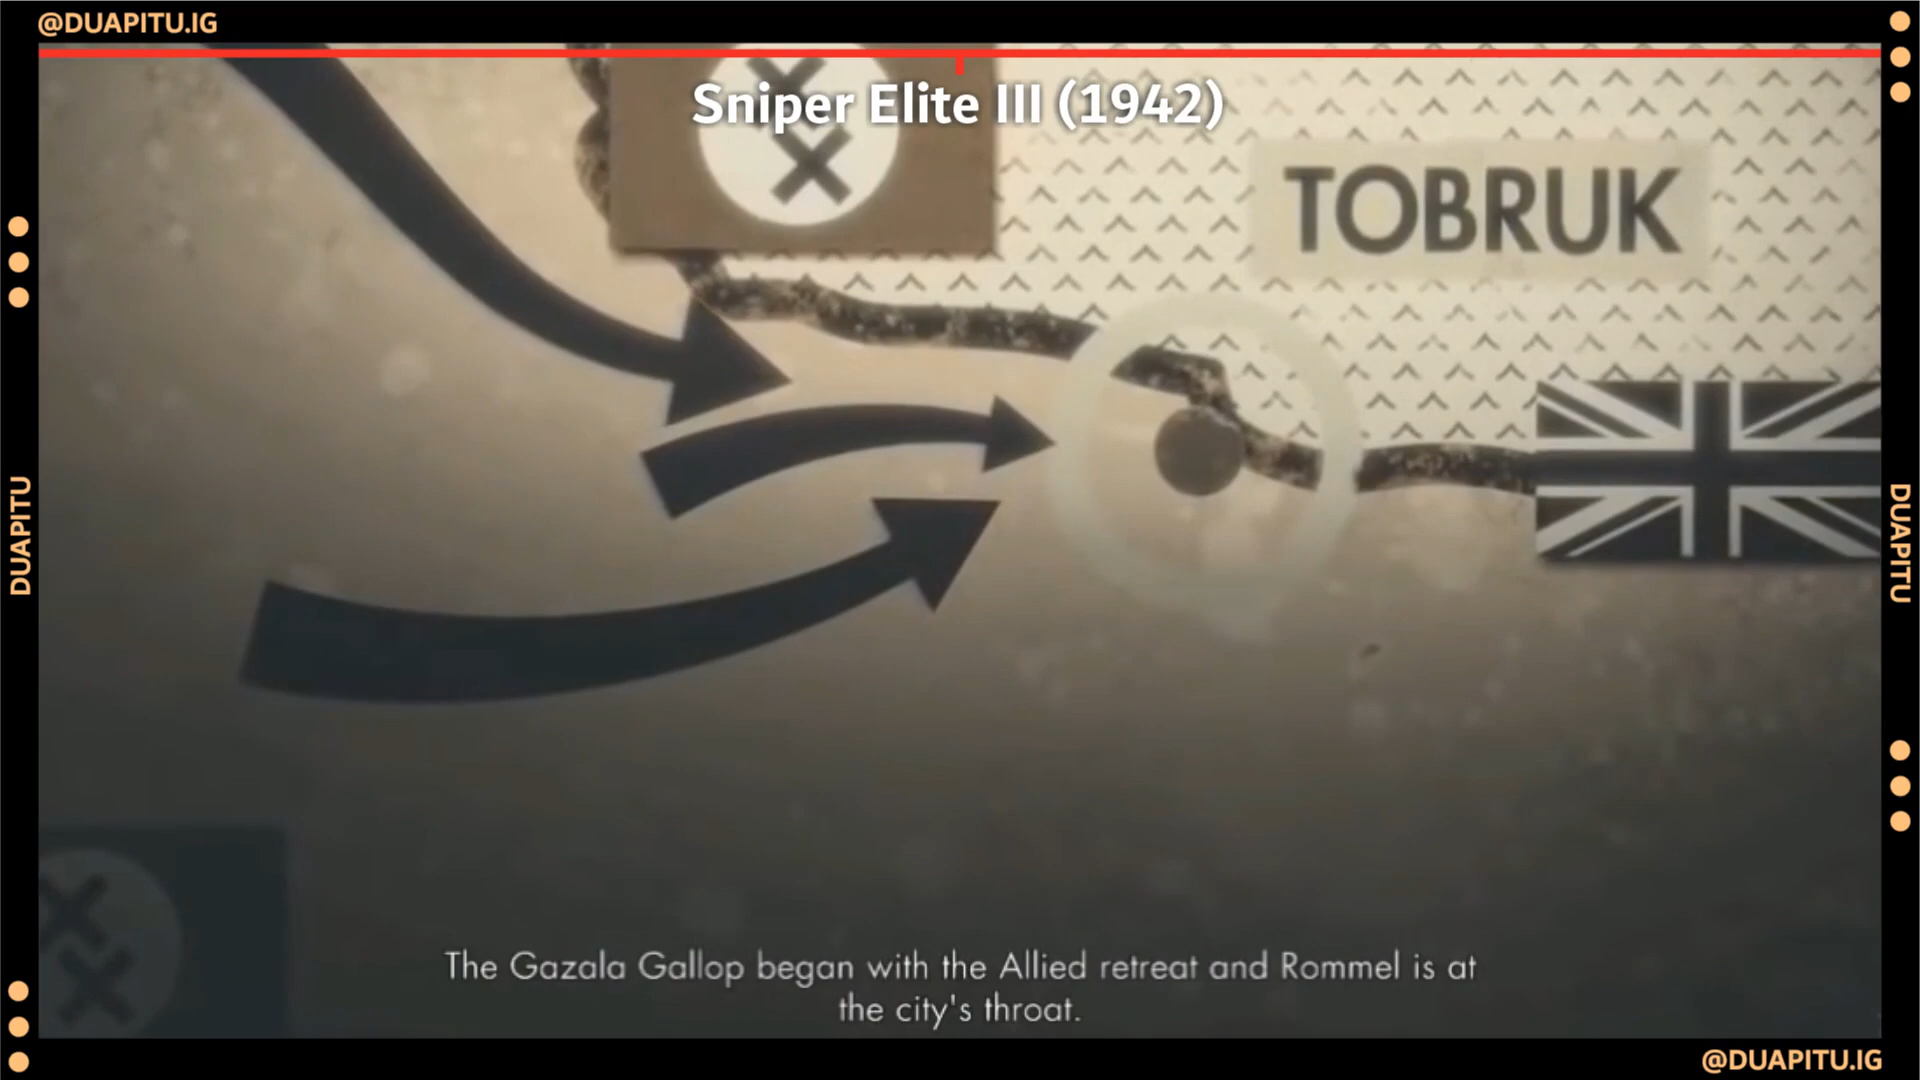 @DUAPITU.IG
Sniper Elite III (1942)
TOBRUK
DUAPITU
DUAPITU
The Gazala Gallop began with the Allied retreat and Rommel is at
the city's throat.
@DUAPITU.IG